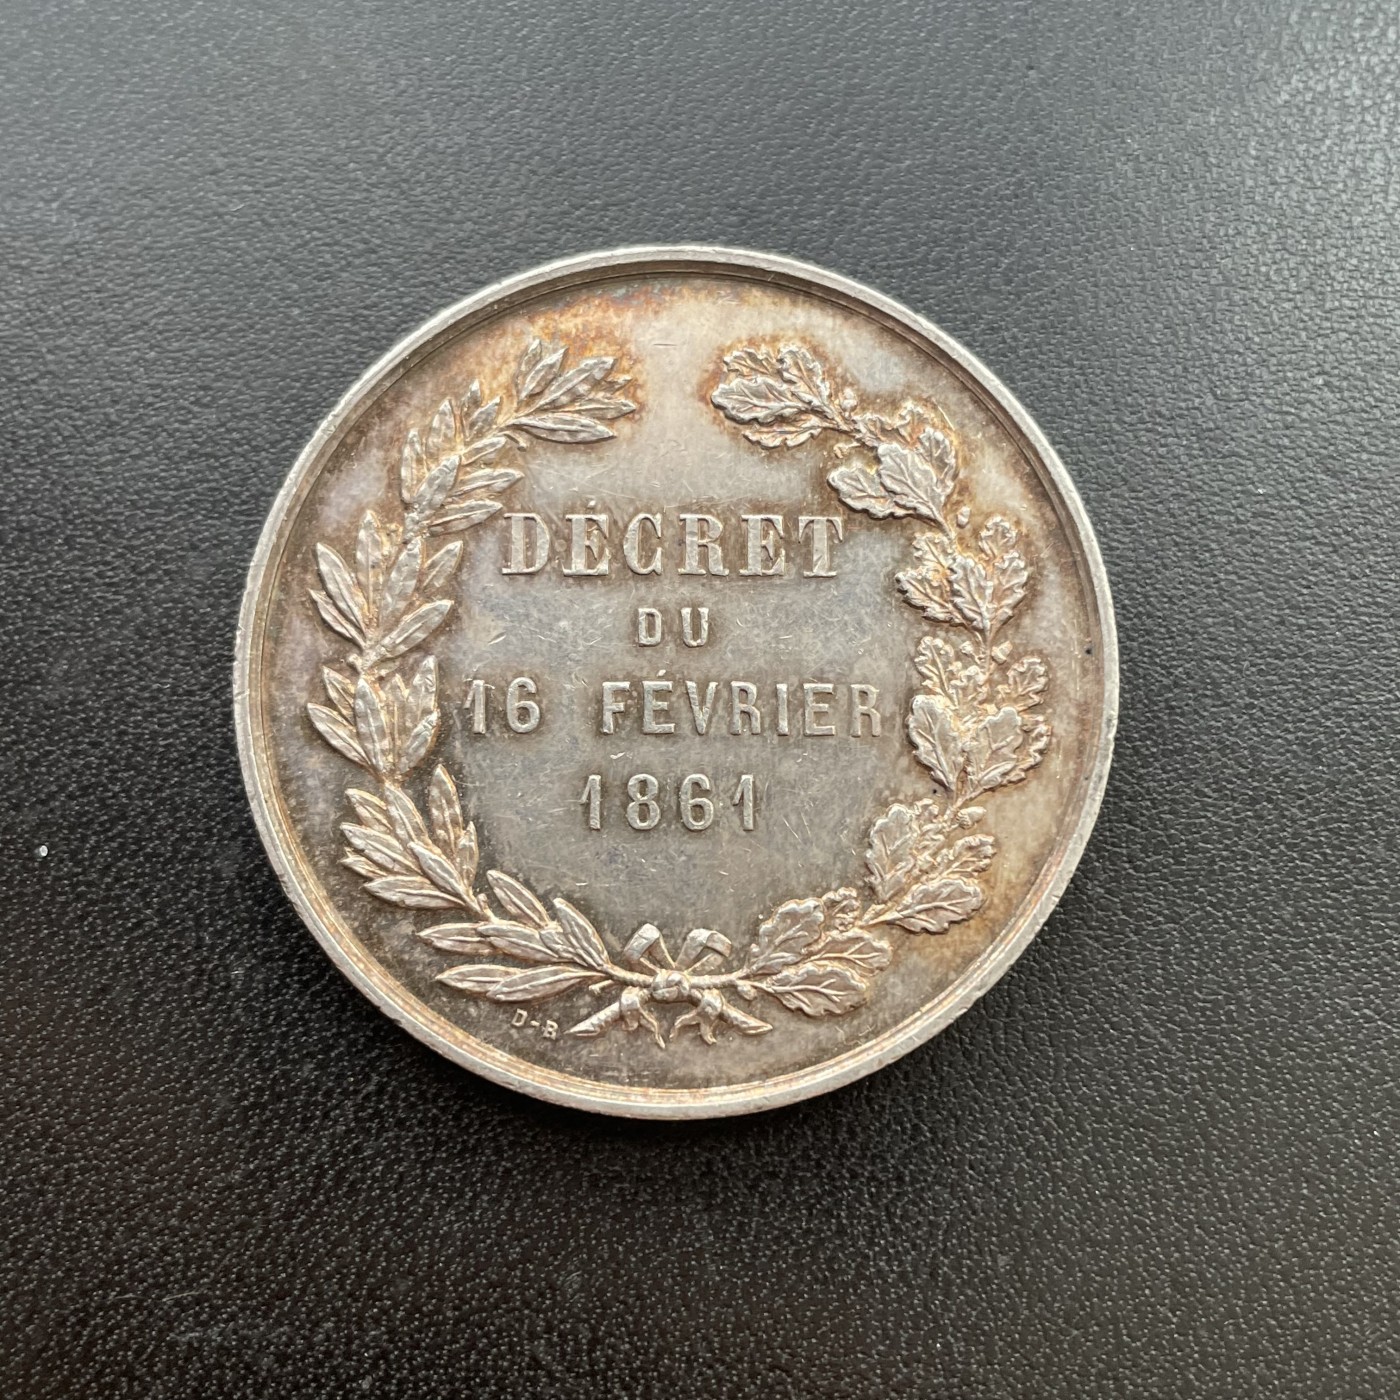 DÉCRET
DU
16 FÉVRIER
1861
D-B